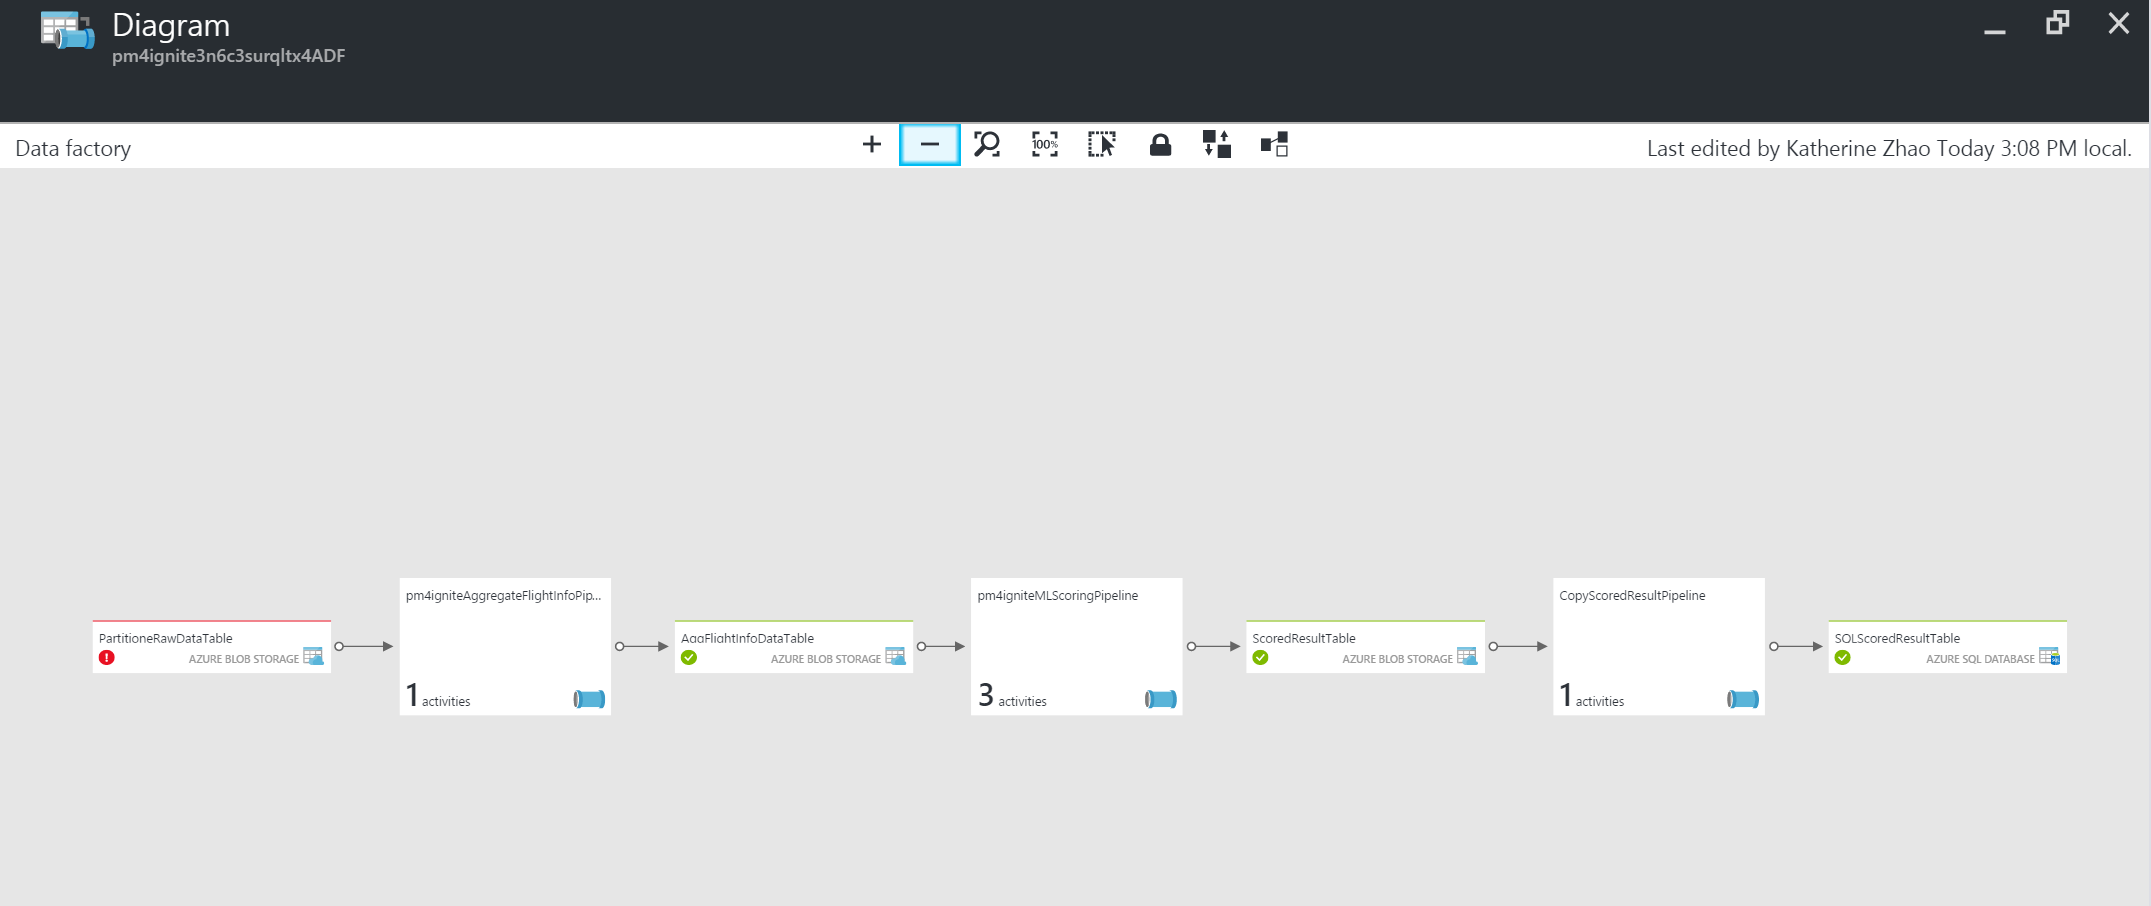 Diagram
pm4ignite3n6c3surqltx4ADF
Data factory
100%
Last edited by Katherine Zhao Today 3:08 PM local.
PartitioneRawDataTable
AZURE BLOB STORAGE
pm4igniteAggregateFlightInfoPip...
1 activities
AggFlightInfoDataTable
AZURE BLOB STORAGE
pm4igniteMLScoringPipeline
3 activities
ScoredResultTable
AZURE BLOB STORAGE
CopyScoredResultPipeline
1 activities
SQLScoredResultTable
AZURE SQL DATABASE